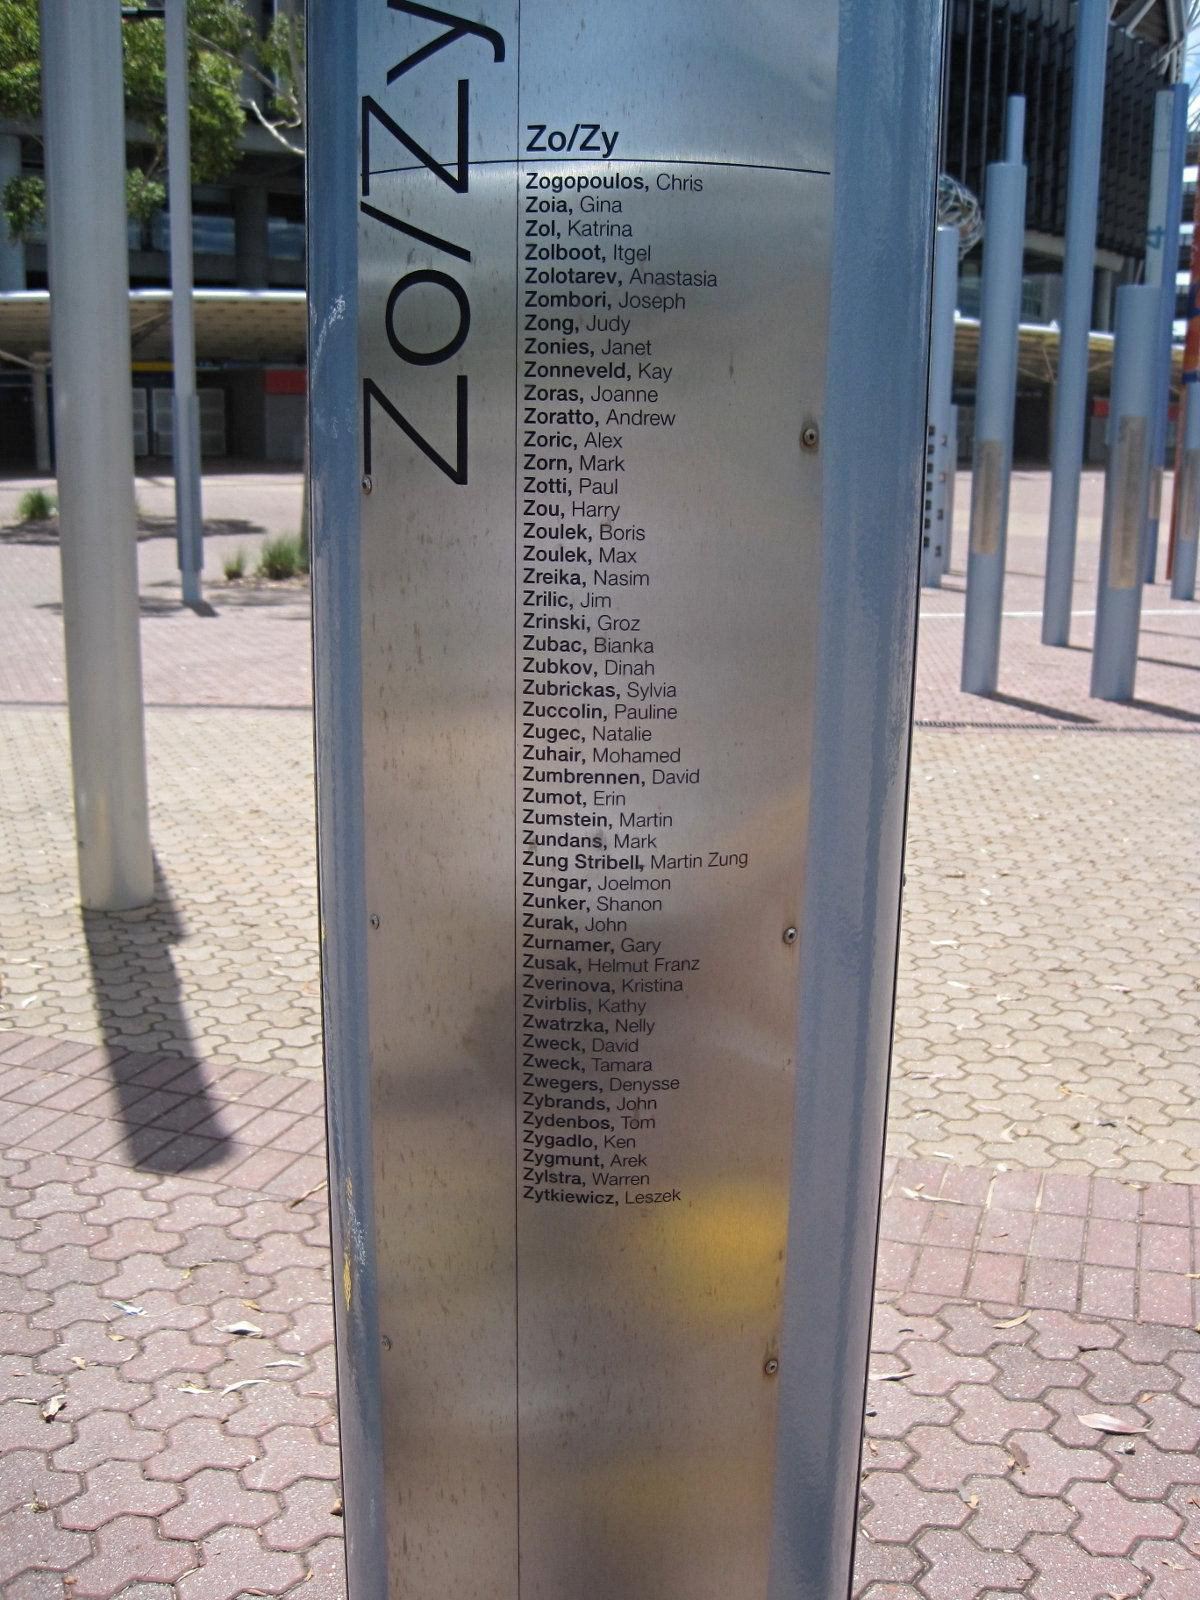 Zo/Zy
Zo/Zy
Zogopoulos, Chris
Zoia, Gina
Zol, Katrina
Zolboot, Itgel
Zolotarev, Anastasia
Zombori, Joseph
Zong, Judy
Zonies, Janet
Zonneveld, Kay
Zoras, Joanne
Zoratto, Andrew
Zoric, Alex
Zorn, Mark
Zotti, Paul
Zou, Harry
Zoulek, Boris
Zoulek, Max
Zreika, Nasim
Zrilic, Jim
Zrinski, Groz
Zubac, Bianka
Zubkov, Dinah
Zubrickas, Sylvia
Zuccolin, Pauline
Zugec, Natalie
Zuhair, Mohamed
Zumbrennen, David
Zumot, Erin
Zumstein, Martin
Zundans, Mark
Zung Stribell, Martin Zung
Zungar, Joelmon
Zunker, Shanon
Zurak, John
Zurnamer, Gary
Zusak, Helmut Franz
Zverinova, Kristina
Zvirblis, Kathy
Zwatrzka, Nelly
Zweck, David
Zweck, Tamara
Zwegers, Denysse
Zybrands, John
Zydenbos, Tom
Zygadlo, Ken
Zygmunt, Arek
Zylstra, Warren
Zytkiewicz, Leszek
4